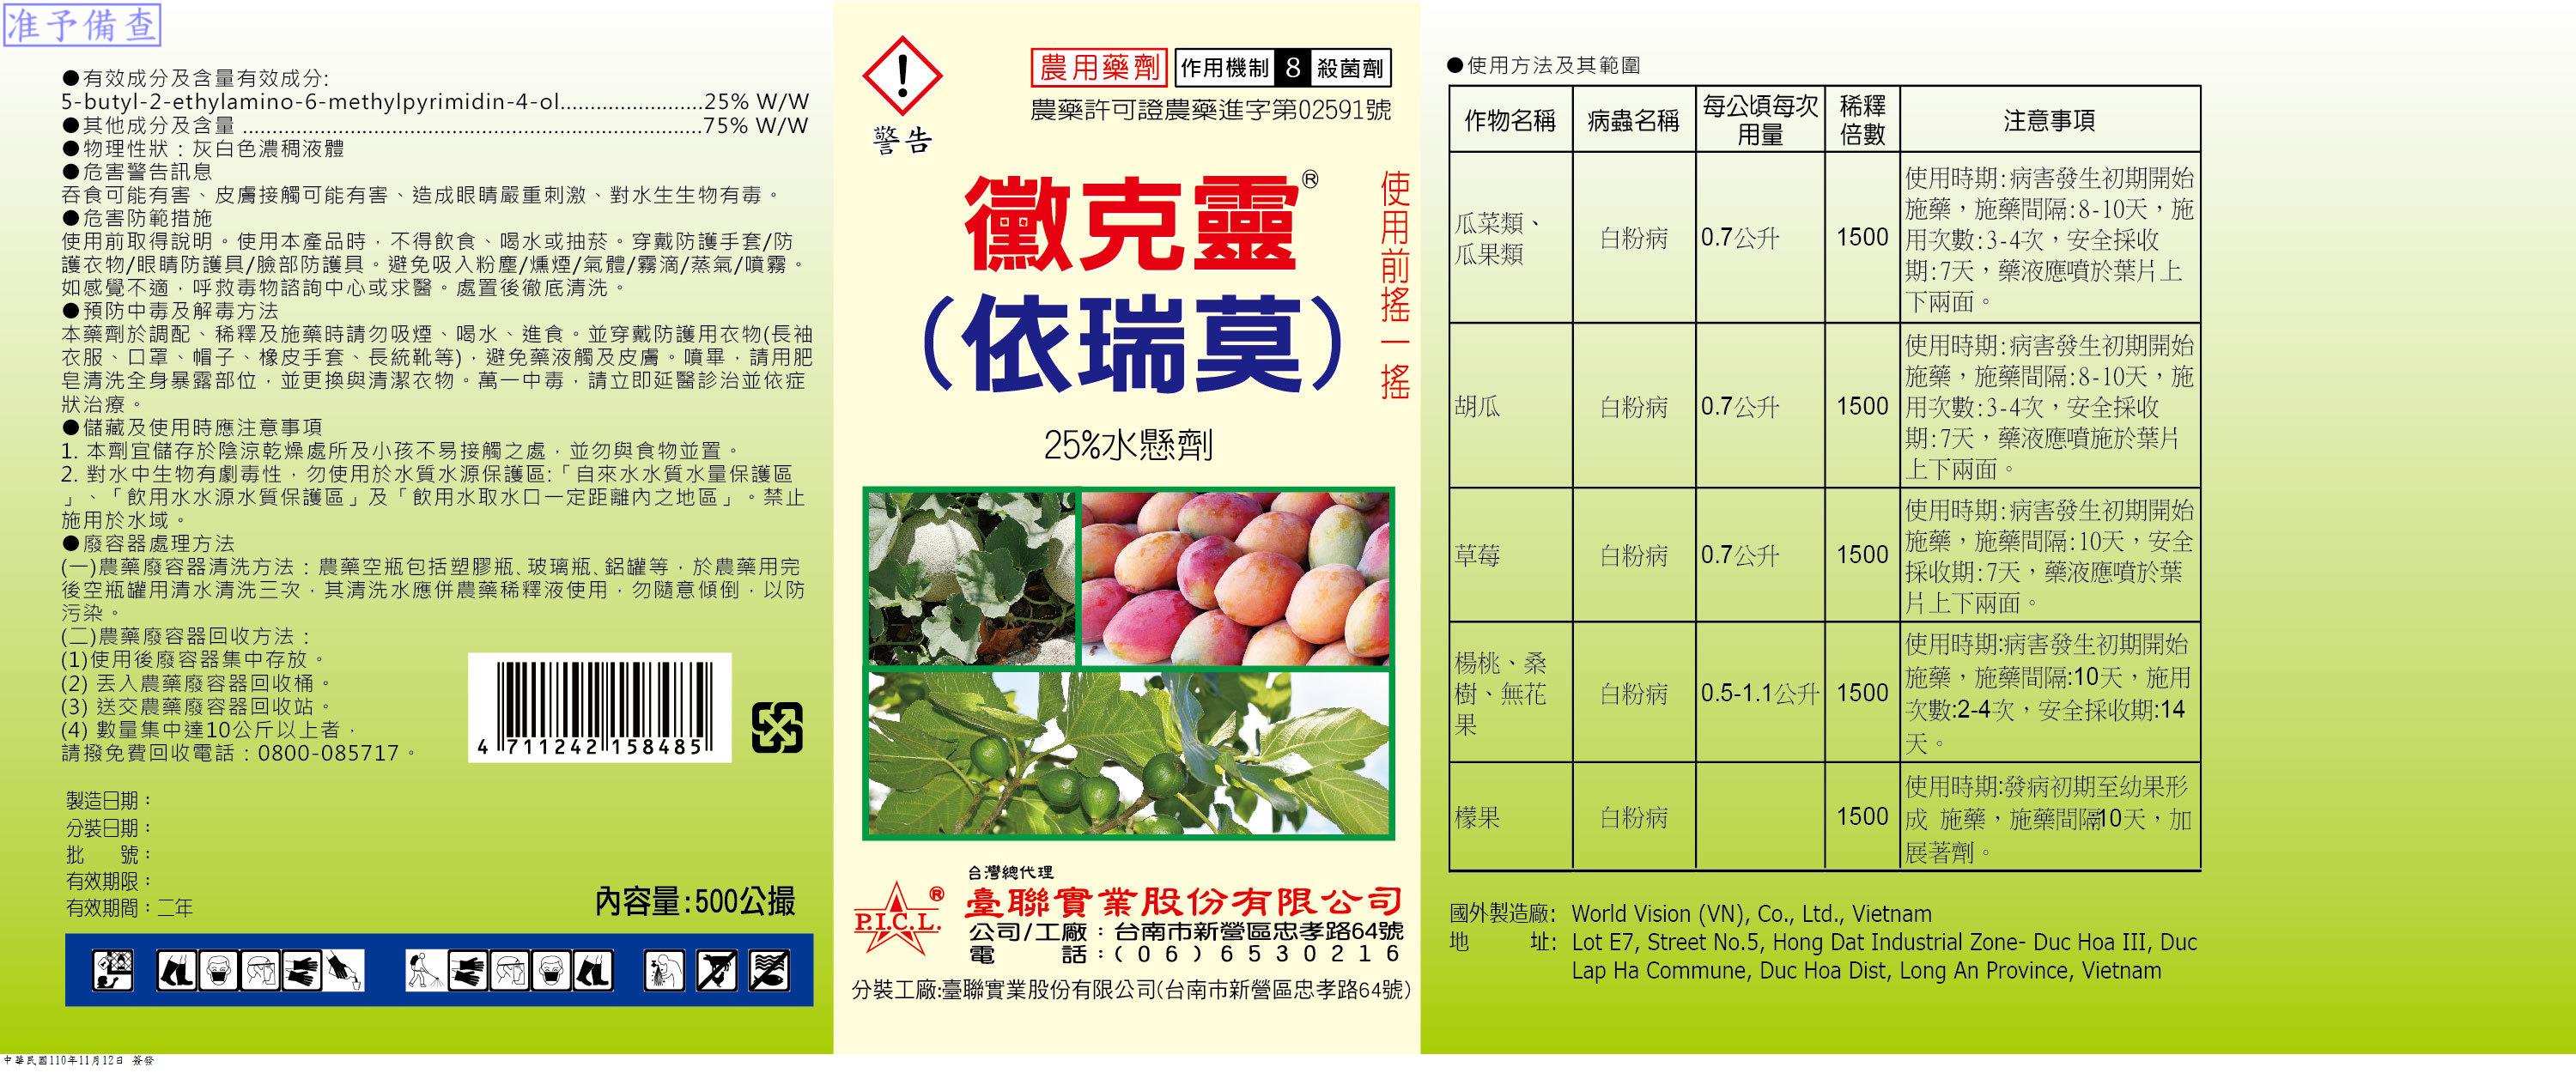 准予備查
●有效成分及含量有效成分:
5-butyl-2-ethylamino-6-methylpyrimidin-4-ol........................25% W/W
●其他成分及含量 .............................................................................75% W/W
●物理性狀：灰白色濃稠液體
●危害警告訊息
吞食可能有害、皮膚接觸可能有害、造成眼睛嚴重刺激、對水生生物有毒。
●危害防範措施
使用前取得說明。使用本產品時，不得飲食、喝水或抽菸。穿戴防護手套/防
護衣物/眼睛防護具/臉部防護具。避免吸入粉塵/燻煙/氣體/霧滴/蒸氣/噴霧。
如感覺不適，呼救毒物諮詢中心或求醫。處置後徹底清洗。
●預防中毒及解毒方法
本藥劑於調配、稀釋及施藥時請勿吸煙、喝水、進食。並穿戴防護用衣物(長袖
衣服、口罩、帽子、橡皮手套、長統靴等)，避免藥液觸及皮膚。噴畢，請用肥
皂清洗全身暴露部位，並更換與清潔衣物。萬一中毒，請立即延醫診治並依症
狀治療。
●儲藏及使用時應注意事項
1. 本劑宜儲存於陰涼乾燥處所及小孩不易接觸之處，並勿與食物並置。
2. 對水中生物有劇毒性，勿使用於水質水源保護區:「自來水水質水量保護區
」、「飲用水水源水質保護區」及「飲用水取水口一定距離內之地區」。禁止
施用於水域。
●廢容器處理方法
(一)農藥廢容器清洗方法：農藥空瓶包括塑膠瓶、玻璃瓶、鋁罐等，於農藥用完
後空瓶罐用清水清洗三次，其清洗水應併農藥稀釋液使用，勿隨意傾倒，以防
污染。
(二)農藥廢容器回收方法：
(1)使用後廢容器集中存放。
(2) 丟入農藥廢容器回收桶。
(3) 送交農藥廢容器回收站。
(4) 數量集中達10公斤以上者，
請撥免費回收電話：0800-085717。
4 711242 158485
製造日期：
分裝日期：
批　　號：
有效期限：
有效期間：二年
內容量:500公撮
中華民國110年11月12日 簽發
警告
農用藥劑 作用機制 8 殺菌劑
農藥許可證農藥進字第02591號
黴克靈®
(依瑞莫)
使用前搖一搖
25%水懸劑
台灣總代理
P.I.C.L. ® 臺聯實業股份有限公司
公司/工廠：台南市新營區忠孝路64號
電　　話：(06)6530216
分裝工廠:臺聯實業股份有限公司(台南市新營區忠孝路64號)
●使用方法及其範圍
作物名稱 病蟲名稱 每公頃每次用量 稀釋倍數 注意事項
瓜菜類、
瓜果類
白粉病 0.7公升 1500
使用時期:病害發生初期開始
施藥，施藥間隔:8-10天，施
用次數:3-4次，安全採收
期:7天，藥液應噴於葉片上
下兩面。
胡瓜 白粉病 0.7公升 1500
使用時期:病害發生初期開始
施藥，施藥間隔:8-10天，施
用次數:3-4次，安全採收
期:7天，藥液應噴施於葉片
上下兩面。
草莓 白粉病 0.7公升 1500
使用時期:病害發生初期開始
施藥，施藥間隔:10天，安全
採收期:7天，藥液應噴於葉
片上下兩面。
楊桃、桑
樹、無花
果
白粉病 0.5-1.1公升 1500
使用時期:病害發生初期開始
施藥，施藥間隔:10天，施用
次數:2-4次，安全採收期:14
天。
檬果 白粉病 1500
使用時期:發病初期至幼果形
成 施藥，施藥間隔10天，加
展著劑。
國外製造廠: World Vision (VN), Co., Ltd., Vietnam
地　　址: Lot E7, Street No.5, Hong Dat Industrial Zone- Duc Hoa III, Duc
Lap Ha Commune, Duc Hoa Dist, Long An Province, Vietnam